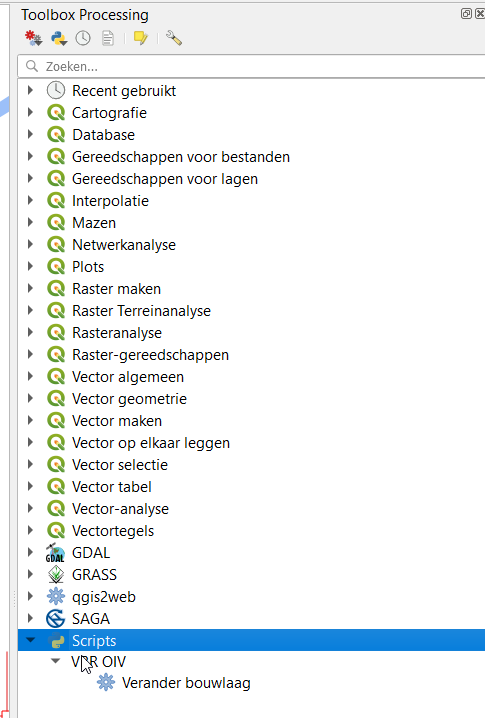 Toolbox Processing
Zoeken...
Recent gebruikt
Cartografie
Database
Gereedschappen voor bestanden
Gereedschappen voor lagen
Interpolatie
Mazen
Netwerkanalyse
Plots
Raster maken
Raster Terreinanalyse
Rasteranalyse
Raster-gereedschappen
Vector algemeen
Vector geometrie
Vector maken
Vector op elkaar leggen
Vector selectie
Vector tabel
Vector-analyse
Vectortegels
GDAL
GRASS
qgis2web
SAGA
Scripts
OIV
Verander bouwlaag